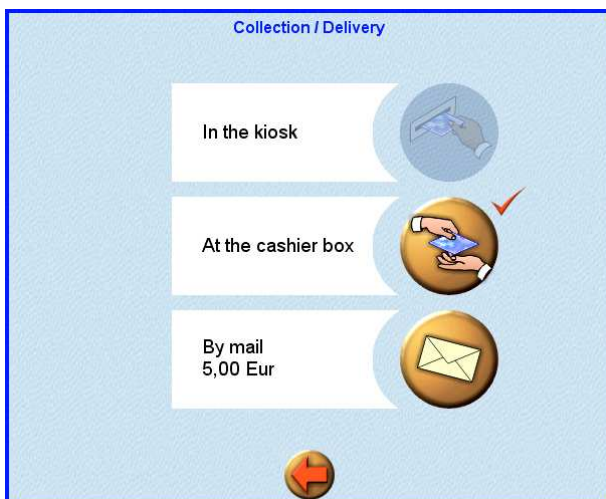 Collection / Delivery
In the kiosk
At the cashier box
By mail
5,00 Eur